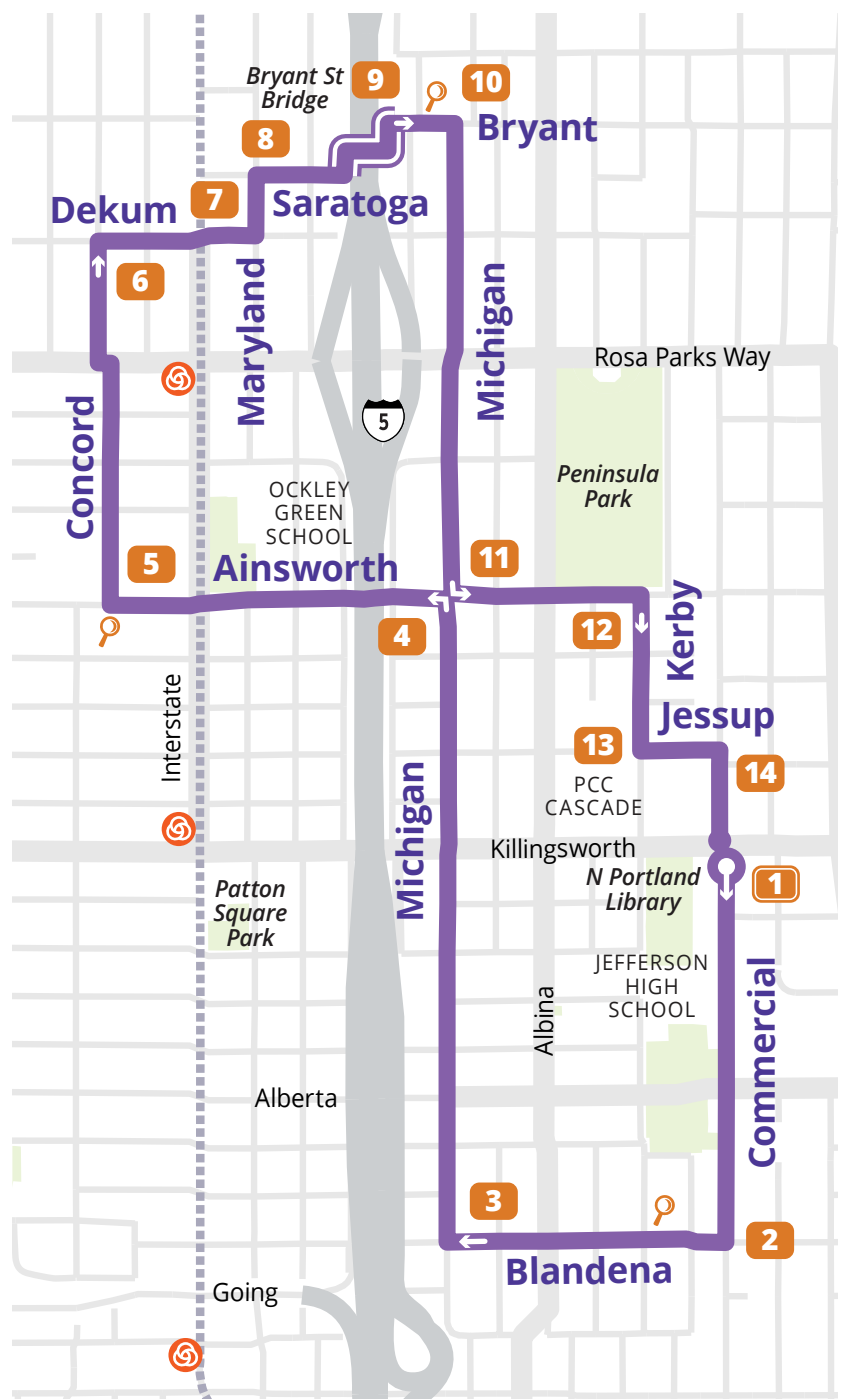 Bryant St
Bridge
9
10
Bryant
8
7
Dekum
Saratoga
6
Maryland
Michigan
Rosa Parks Way
Concord
5
Peninsula
Park
OCKLEY
GREEN
SCHOOL
5
Ainsworth
11
4
12
Kerby
Interstate
Jessup
13
14
PCC
CASCADE
Michigan
Killingsworth
N Portland
Library
1
Patton
Square
Park
JEFFERSON
HIGH
SCHOOL
Albina
Commercial
Alberta
3
2
Blandena
Going